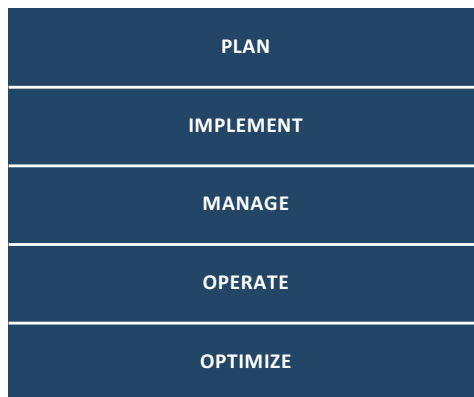 PLAN
IMPLEMENT
MANAGE
OPERATE
OPTIMIZE